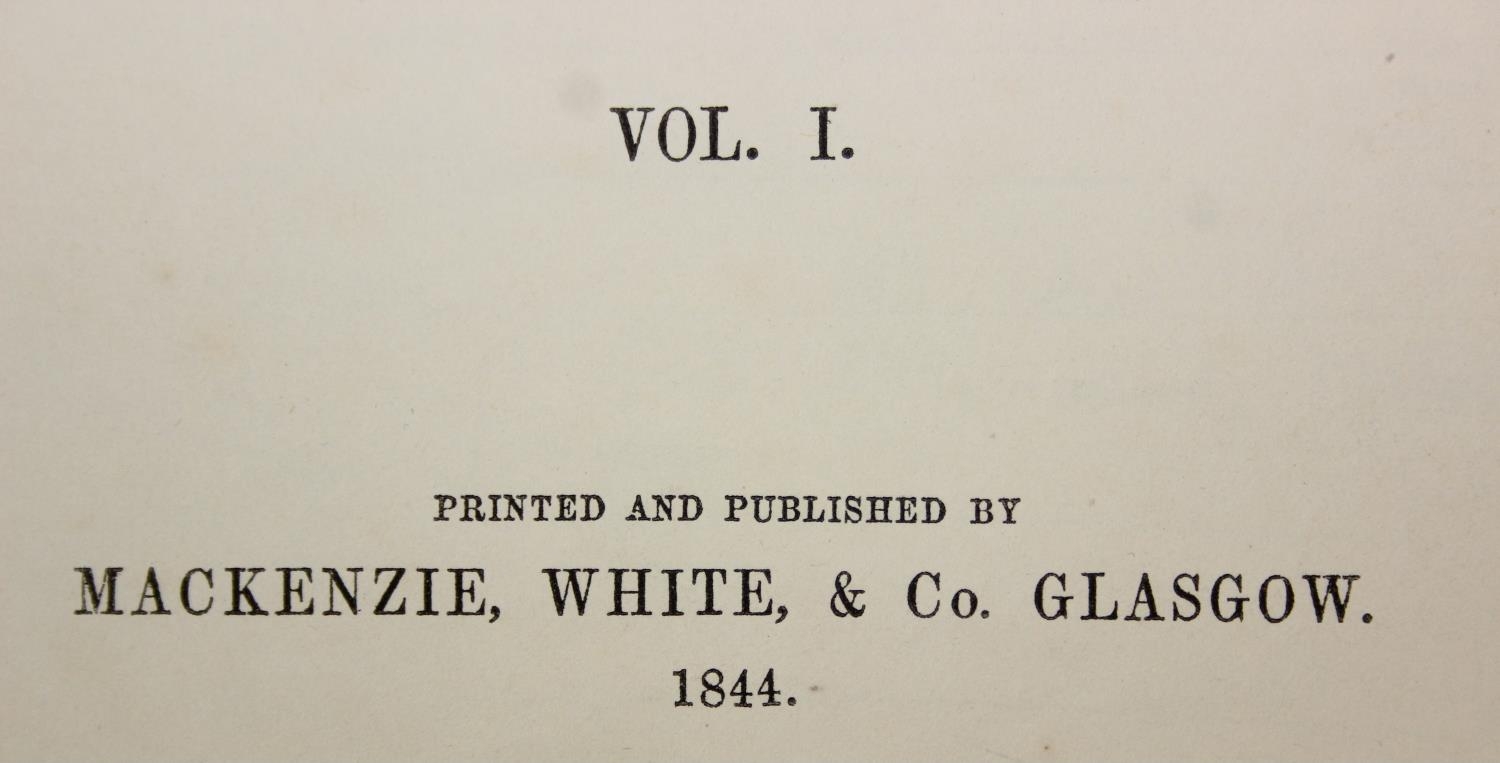 VOL. I.
PRINTED AND PUBLISHED BY
MACKENZIE, WHITE, & Co. GLASGOW.
1844.